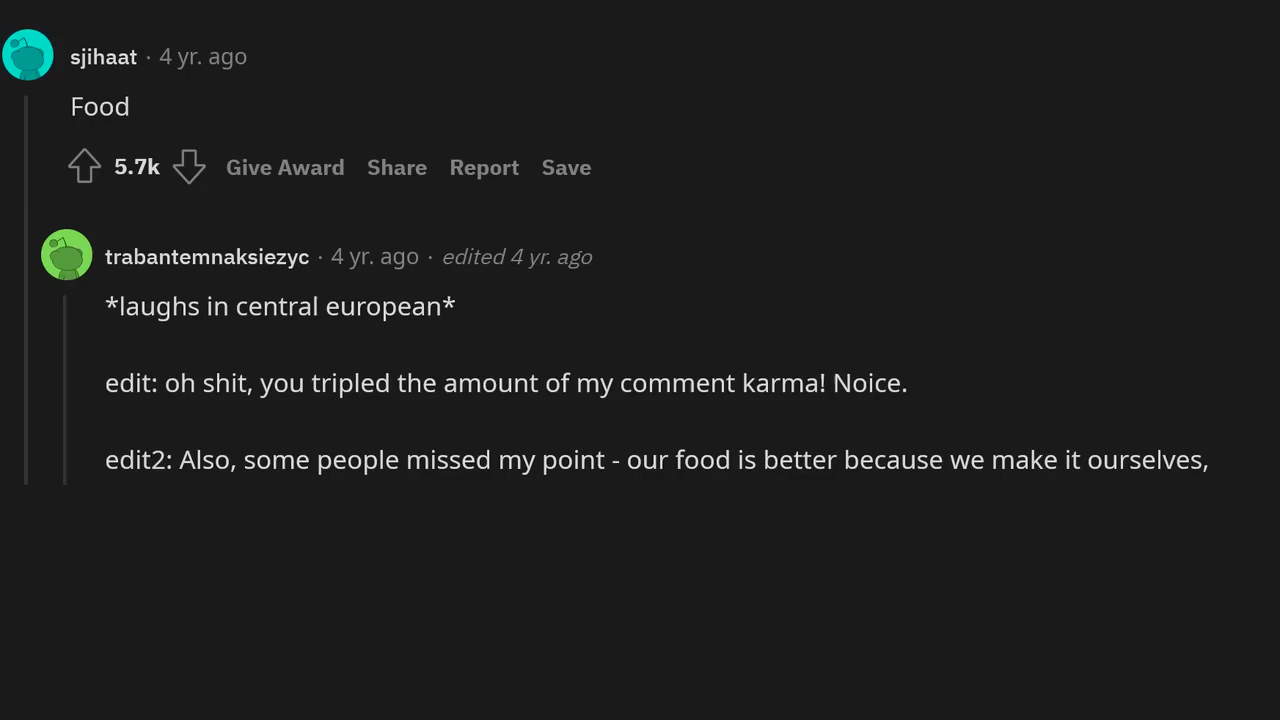 sjihaat · 4 yr. ago
Food
5.7k Give Award Share Report Save
trabantemnaksiezyc · 4 yr. ago · edited 4 yr. ago
*laughs in central european*
edit: oh shit, you tripled the amount of my comment karma! Noice.
edit2: Also, some people missed my point - our food is better because we make it ourselves,